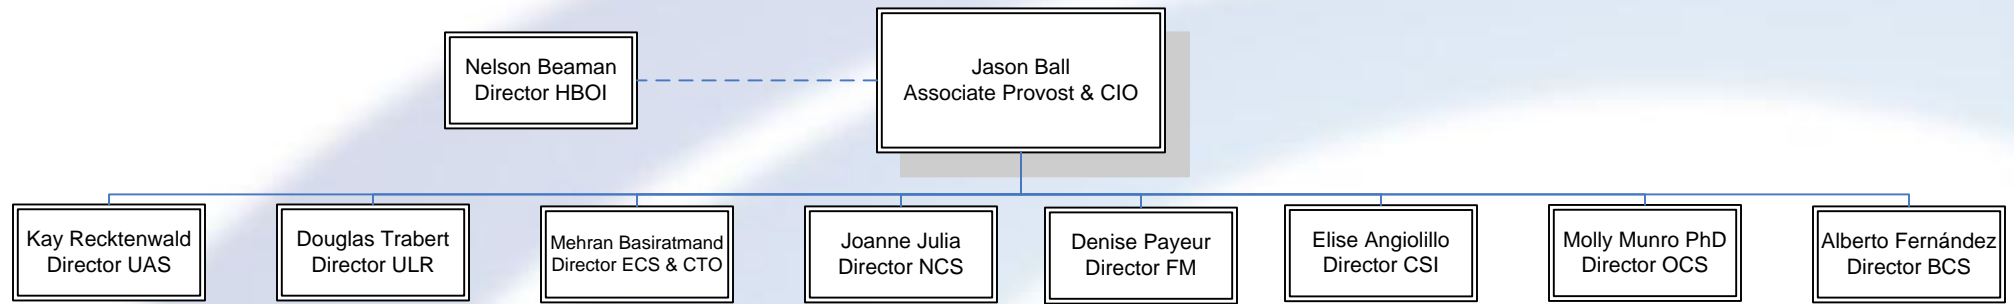 Nelson Beaman
Director HBOI
Jason Ball
Associate Provost & CIO
Kay Recktenwald
Director UAS
Douglas Trabert
Director ULR
Mehran Basiratmand
Director ECS & CTO
Joanne Julia
Director NCS
Denise Payeur
Director FM
Elise Angiolillo
Director CSI
Molly Munro PhD
Director OCS
Alberto Fernández
Director BCS